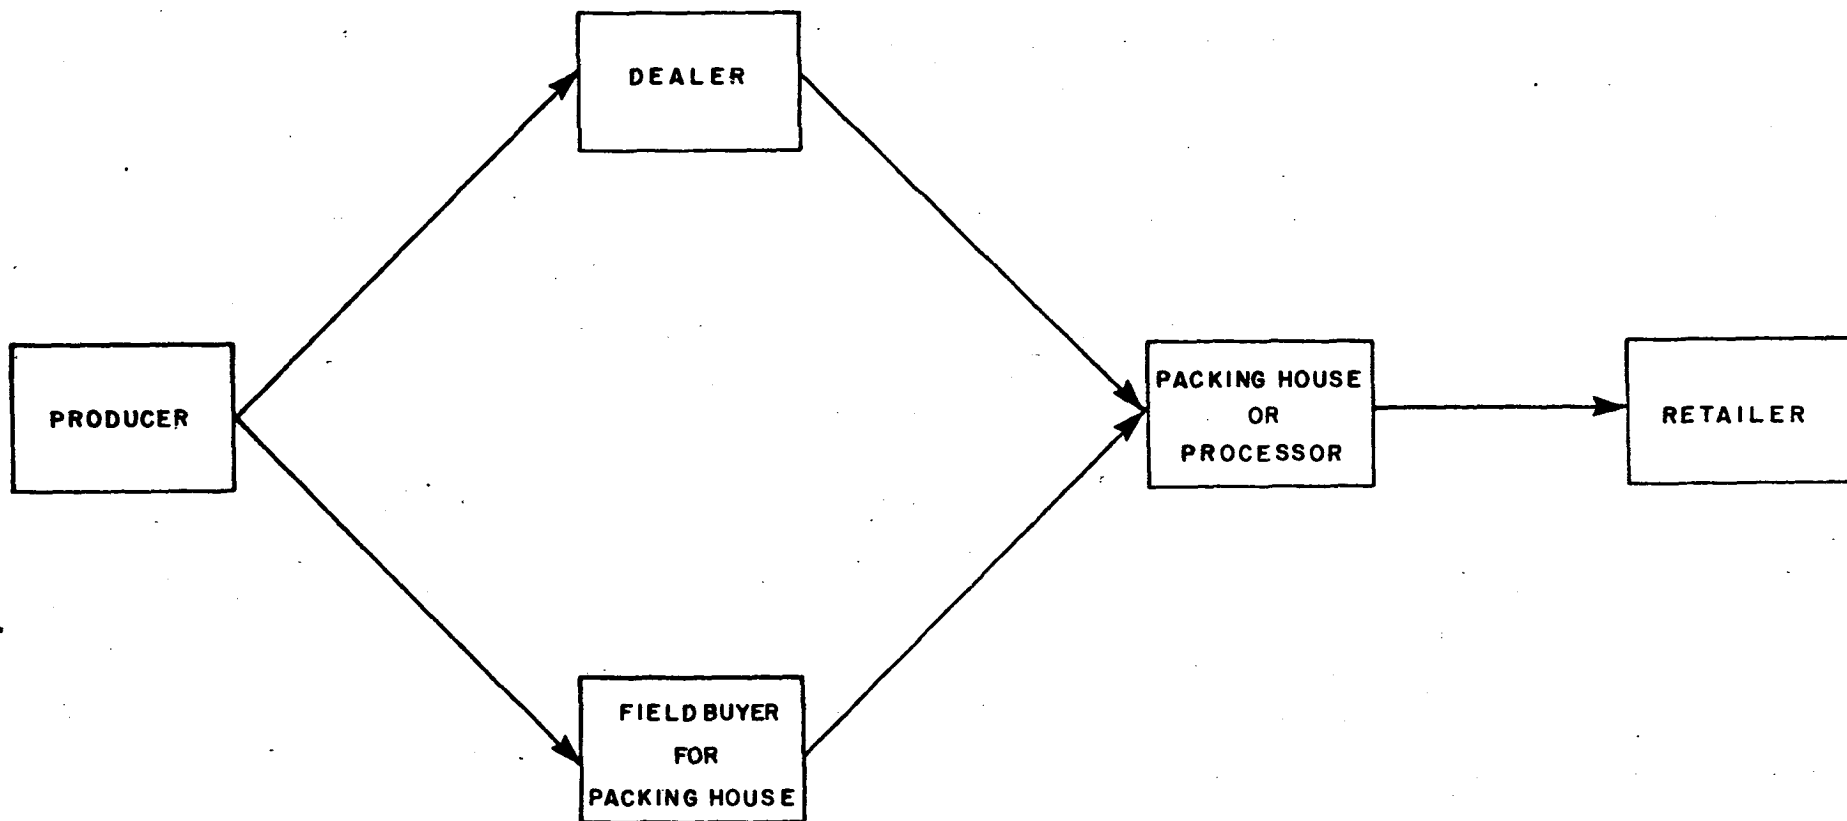 DEALER
PRODUCER
PACKING HOUSE
OR
PROCESSOR
RETAILER
FIELD BUYER
FOR
PACKING HOUSE